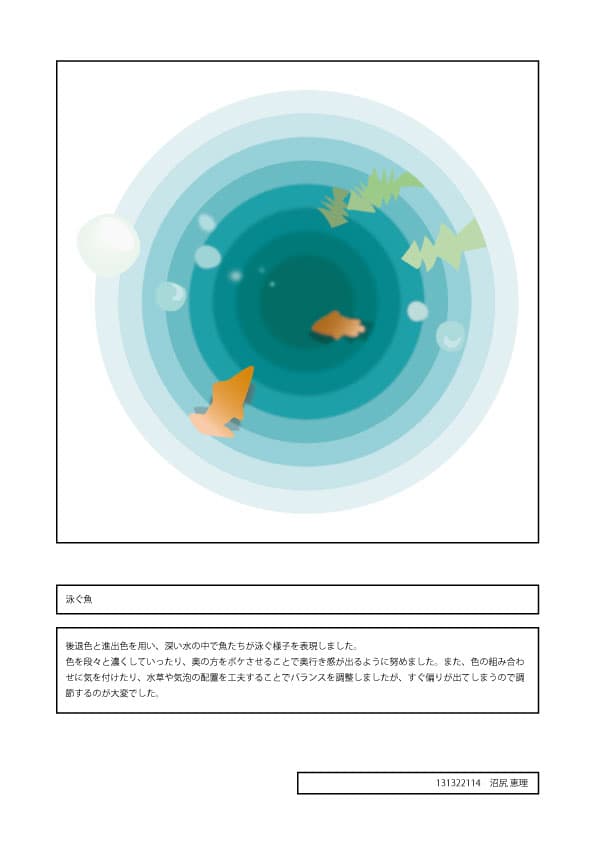 泳ぐ魚
後退色と進出色を用い、深い水の中で魚たちが泳ぐ様子を表現しました。
色を段々と濃くしていったり、奥の方をボケさせることで奥行き感が出るように努めました。また、色の組み合わ
せに気を付けたり、水草や気泡の配置を工夫することでバランスを調整しましたが、すぐ偏りが出てしまうので調
節するのが大変でした。
131322114　沼尻 恵理